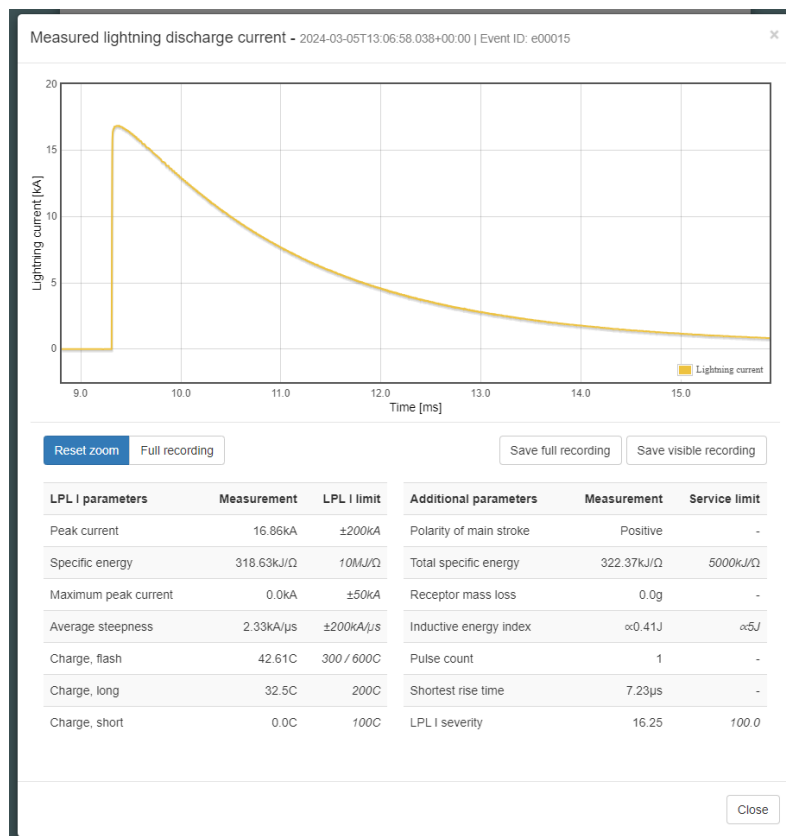 Measured lightning discharge current - 2024-03-05T13:06:58.038+00:00 | Event ID: e00015 ×
20
15
10
5
0
Lightning current [kA]
Lightning current
9.0 10.0 11.0 12.0 13.0 14.0 15.0
Time [ms]
Reset zoom Full recording Save full recording Save visible recording
LPL I parameters Measurement LPL I limit
Peak current 16.86kA ±200kA
Specific energy 318.63kJ/Ω 10MJ/Ω
Maximum peak current 0.0kA ±50kA
Average steepness 2.33kA/μs ±200kA/μs
Charge, flash 42.61C 300 / 600C
Charge, long 32.5C 200C
Charge, short 0.0C 100C
Additional parameters Measurement Service limit
Polarity of main stroke Positive -
Total specific energy 322.37kJ/Ω 5000kJ/Ω
Receptor mass loss 0.0g -
Inductive energy index ∝0.41J ∝5J
Pulse count 1 -
Shortest rise time 7.23μs -
LPL I severity 16.25 100.0
Close